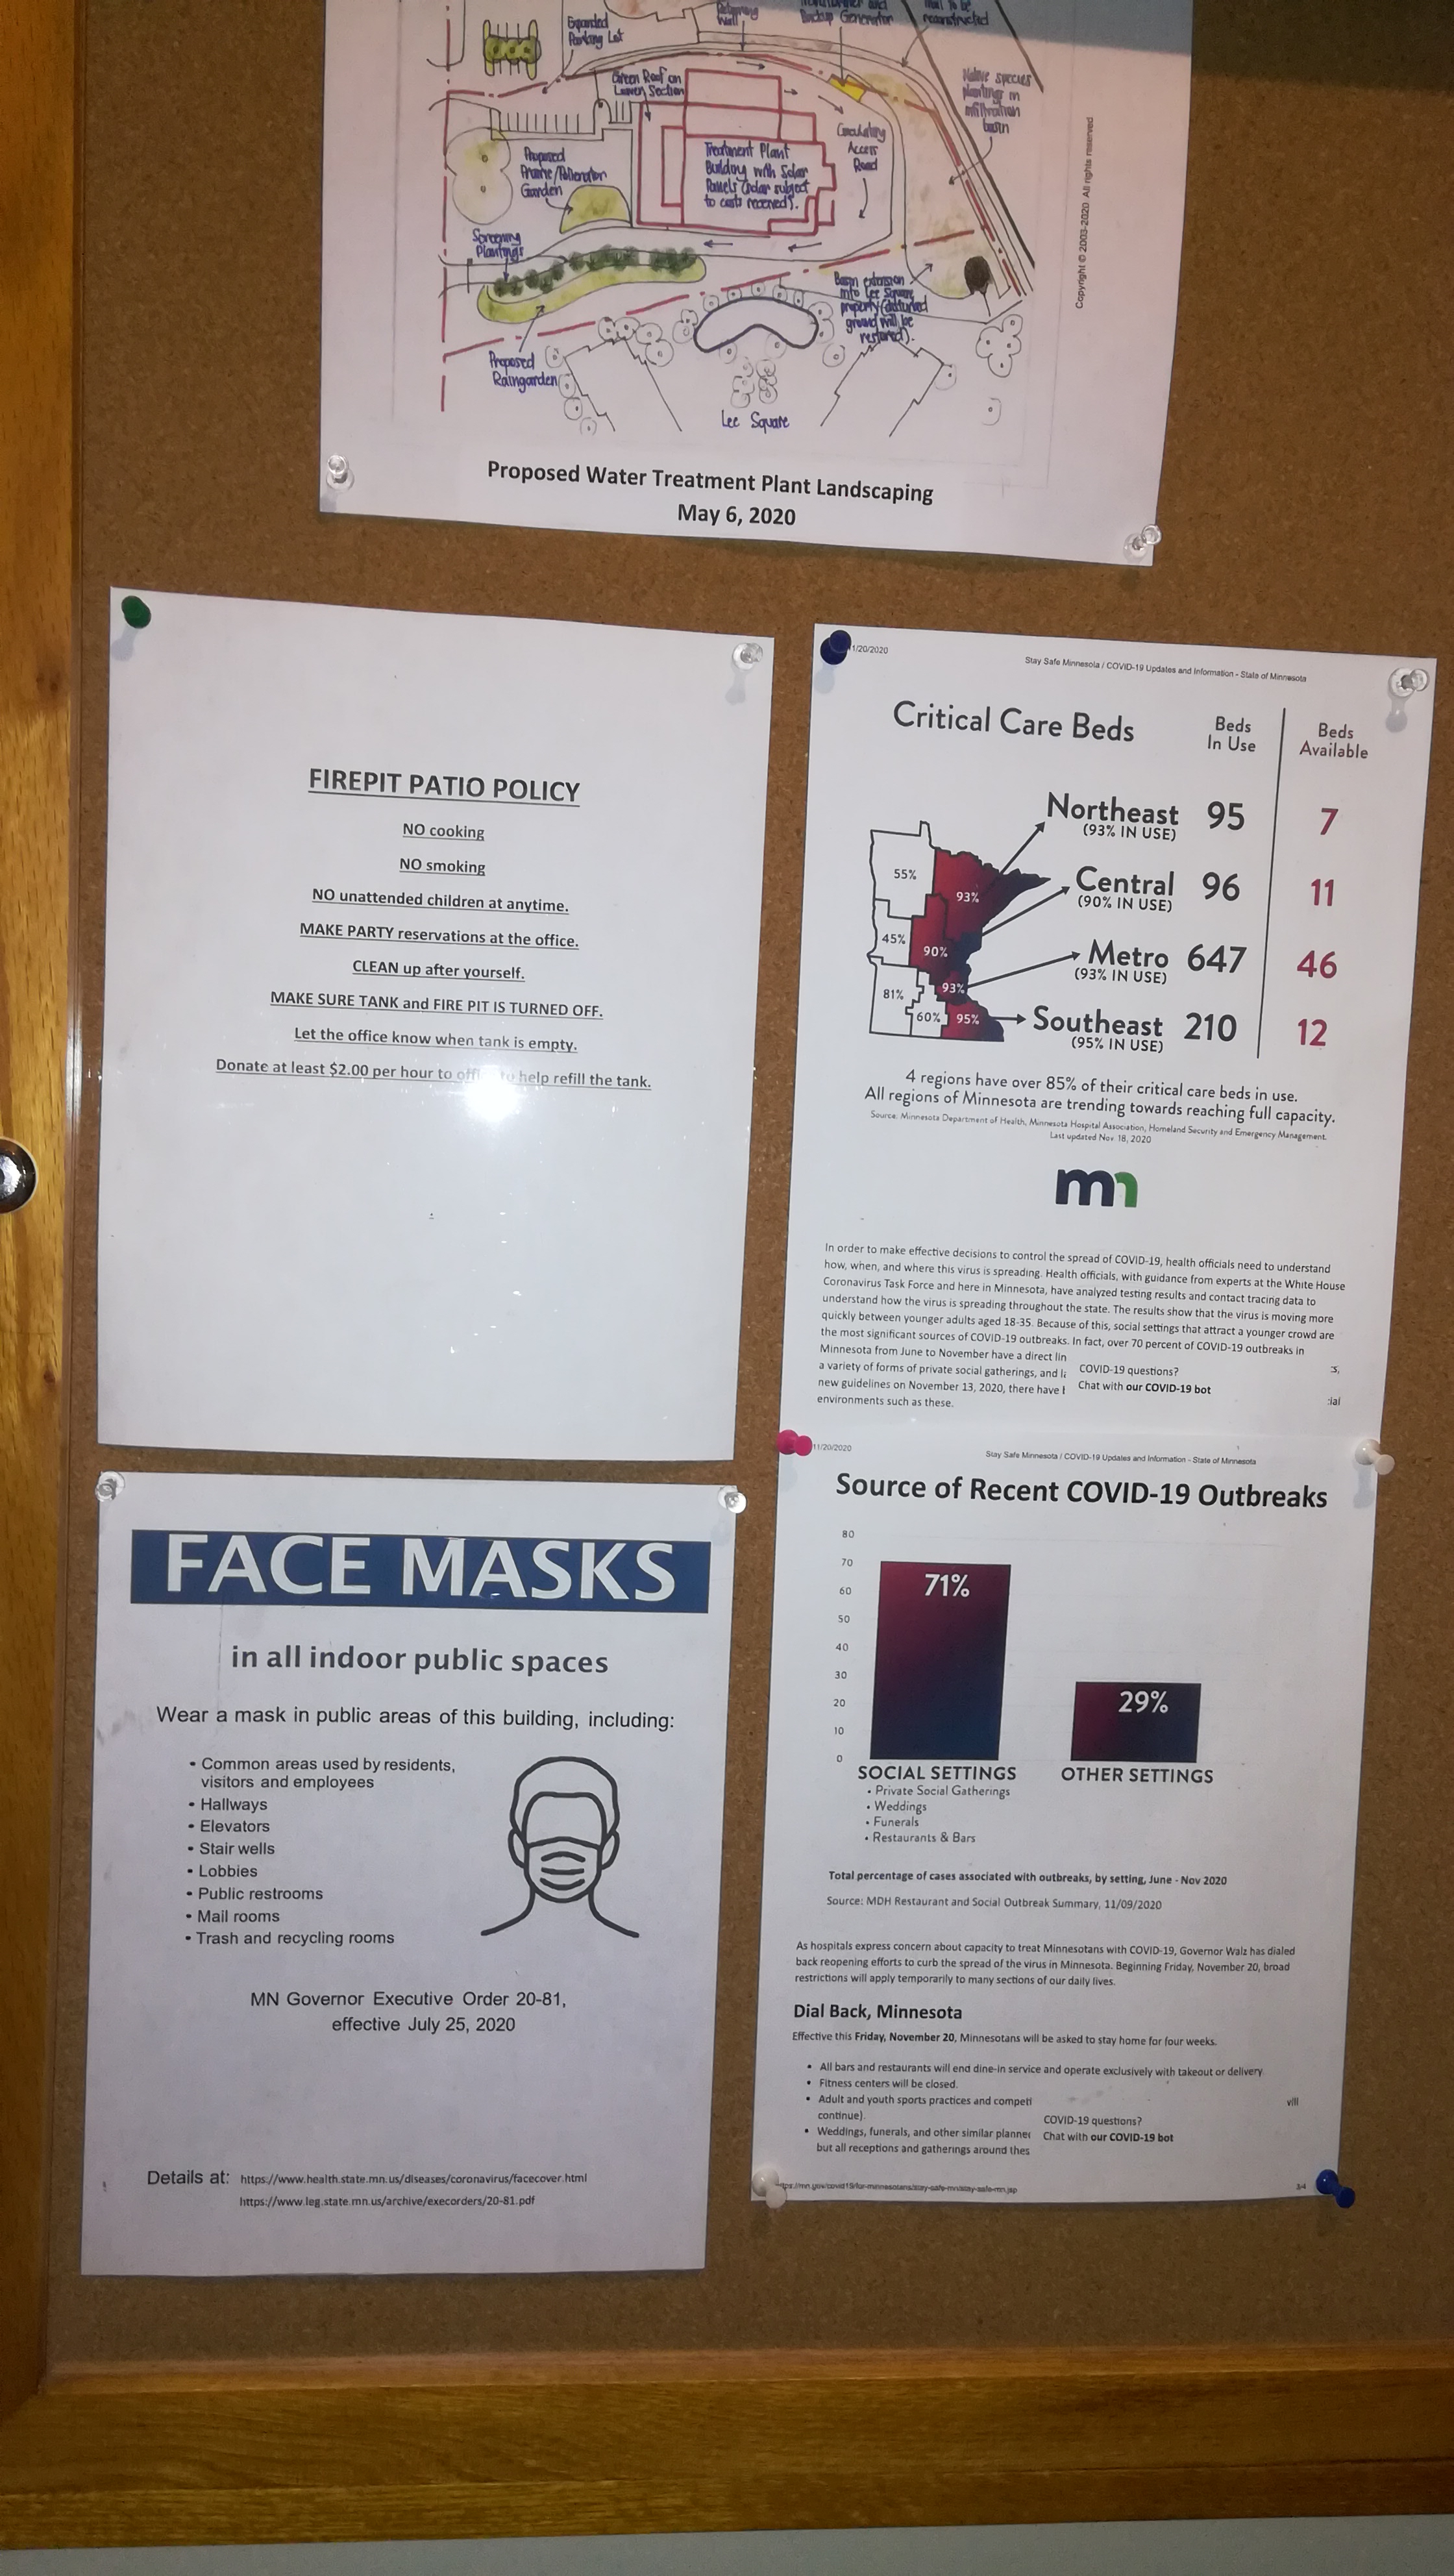 Expanded
Parking Lot
Backup Generator
reconstructed
Green Roof on
Lower Section
Native species
plantings in
infiltration
basin
Circulating
Access
Road
Treatment Plant
Building with Solar
Panels (solar subject
to costs received).
Proposed
Prairie/Pollinator
Garden
Screening
Plantings
Basin extension
into Lee Square
property (disturbed
ground will be
restored).
Proposed
Raingarden
Lee Square
Copyright © 2003-2020 All rights reserved
Proposed Water Treatment Plant Landscaping
May 6, 2020
FIREPIT PATIO POLICY
NO cooking
NO smoking
NO unattended children at anytime.
MAKE PARTY reservations at the office.
CLEAN up after yourself.
MAKE SURE TANK and FIRE PIT IS TURNED OFF.
Let the office know when tank is empty.
Donate at least $2.00 per hour to office to help refill the tank.
1/20/2020
Stay Safe Minnesota / COVID-19 Updates and Information - State of Minnesota
Critical Care Beds
Beds
In Use
Beds
Available
Northeast 95 7
(93% IN USE)
Central 96 11
(90% IN USE)
Metro 647 46
(93% IN USE)
Southeast 210 12
(95% IN USE)
55%
93%
45%
90%
81%
93%
60%
95%
4 regions have over 85% of their critical care beds in use.
All regions of Minnesota are trending towards reaching full capacity.
Source: Minnesota Department of Health, Minnesota Hospital Association, Homeland Security and Emergency Management.
Last updated Nov. 18, 2020
mn
In order to make effective decisions to control the spread of COVID-19, health officials need to understand
how, when, and where this virus is spreading. Health officials, with guidance from experts at the White House
Coronavirus Task Force and here in Minnesota, have analyzed testing results and contact tracing data to
understand how the virus is spreading throughout the state. The results show that the virus is moving more
quickly between younger adults aged 18-35. Because of this, social settings that attract a younger crowd are
the most significant sources of COVID-19 outbreaks. In fact, over 70 percent of COVID-19 outbreaks in
Minnesota from June to November have a direct lin
a variety of forms of private social gatherings, and li
new guidelines on November 13, 2020, there have b
environments such as these.
COVID-19 questions?
Chat with our COVID-19 bot
s,
cial
11/20/2020
Stay Safe Minnesota / COVID-19 Updates and Information - State of Minnesota
Source of Recent COVID-19 Outbreaks
80
70
60
50
40
30
20
10
0
71%
29%
SOCIAL SETTINGS
• Private Social Gatherings
• Weddings
• Funerals
• Restaurants & Bars
OTHER SETTINGS
Total percentage of cases associated with outbreaks, by setting, June - Nov 2020
Source: MDH Restaurant and Social Outbreak Summary, 11/09/2020
As hospitals express concern about capacity to treat Minnesotans with COVID-19, Governor Walz has dialed
back reopening efforts to curb the spread of the virus in Minnesota. Beginning Friday, November 20, broad
restrictions will apply temporarily to many sections of our daily lives.
Dial Back, Minnesota
Effective this Friday, November 20, Minnesotans will be asked to stay home for four weeks.
• All bars and restaurants will end dine-in service and operate exclusively with takeout or delivery
• Fitness centers will be closed.
• Adult and youth sports practices and competi
continue).
• Weddings, funerals, and other similar planned
but all receptions and gatherings around thes
vill
COVID-19 questions?
Chat with our COVID-19 bot
https://mn.gov/covid19/for-minnesotans/stay-safe-mn/stay-safe-mn.jsp
3/4
FACE MASKS
in all indoor public spaces
Wear a mask in public areas of this building, including:
• Common areas used by residents,
visitors and employees
• Hallways
• Elevators
• Stair wells
• Lobbies
• Public restrooms
• Mail rooms
• Trash and recycling rooms
MN Governor Executive Order 20-81,
effective July 25, 2020
Details at: https://www.health.state.mn.us/diseases/coronavirus/facecover.html
https://www.leg.state.mn.us/archive/execorders/20-81.pdf